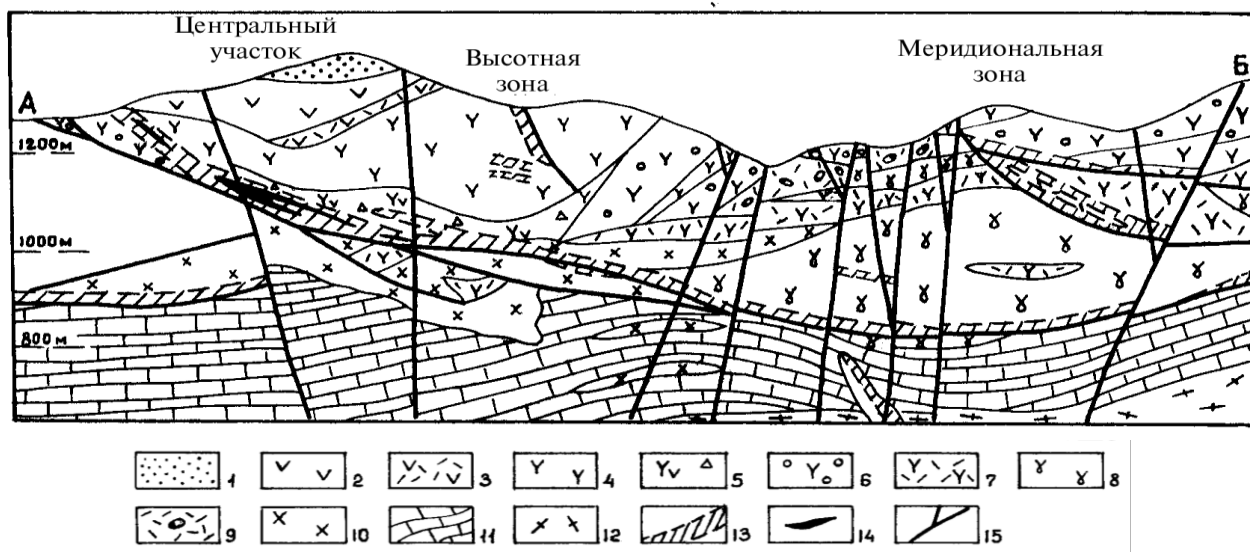 Центральный
участок
Высотная
зона
Меридиональная
зона
А
Б
1200м
1000м
800м
1 2 3 4 5 6 7 8
9 10 11 12 13 14 15